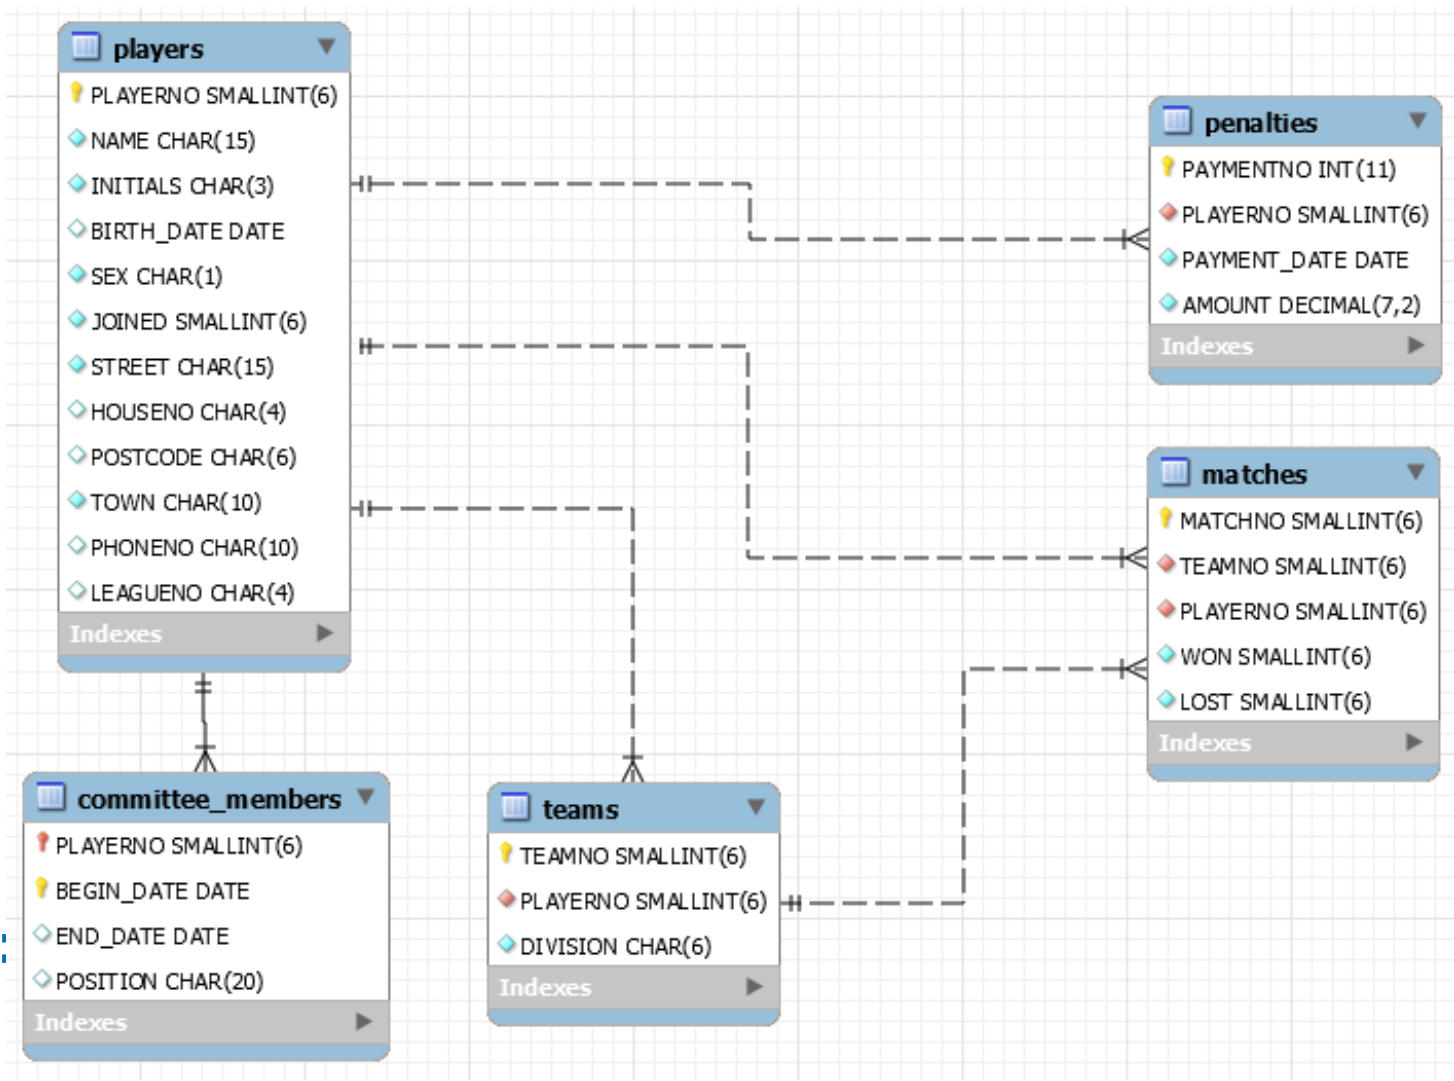 players
PLAYERNO SMALLINT(6)
NAME CHAR(15)
INITIALS CHAR(3)
BIRTH_DATE DATE
SEX CHAR(1)
JOINED SMALLINT(6)
STREET CHAR(15)
HOUSENO CHAR(4)
POSTCODE CHAR(6)
TOWN CHAR(10)
PHONENO CHAR(10)
LEAGUENO CHAR(4)
Indexes
penalties
PAYMENTNO INT(11)
PLAYERNO SMALLINT(6)
PAYMENT_DATE DATE
AMOUNT DECIMAL(7,2)
Indexes
matches
MATCHNO SMALLINT(6)
TEAMNO SMALLINT(6)
PLAYERNO SMALLINT(6)
WON SMALLINT(6)
LOST SMALLINT(6)
Indexes
committee_members
PLAYERNO SMALLINT(6)
BEGIN_DATE DATE
END_DATE DATE
POSITION CHAR(20)
Indexes
teams
TEAMNO SMALLINT(6)
PLAYERNO SMALLINT(6)
DIVISION CHAR(6)
Indexes